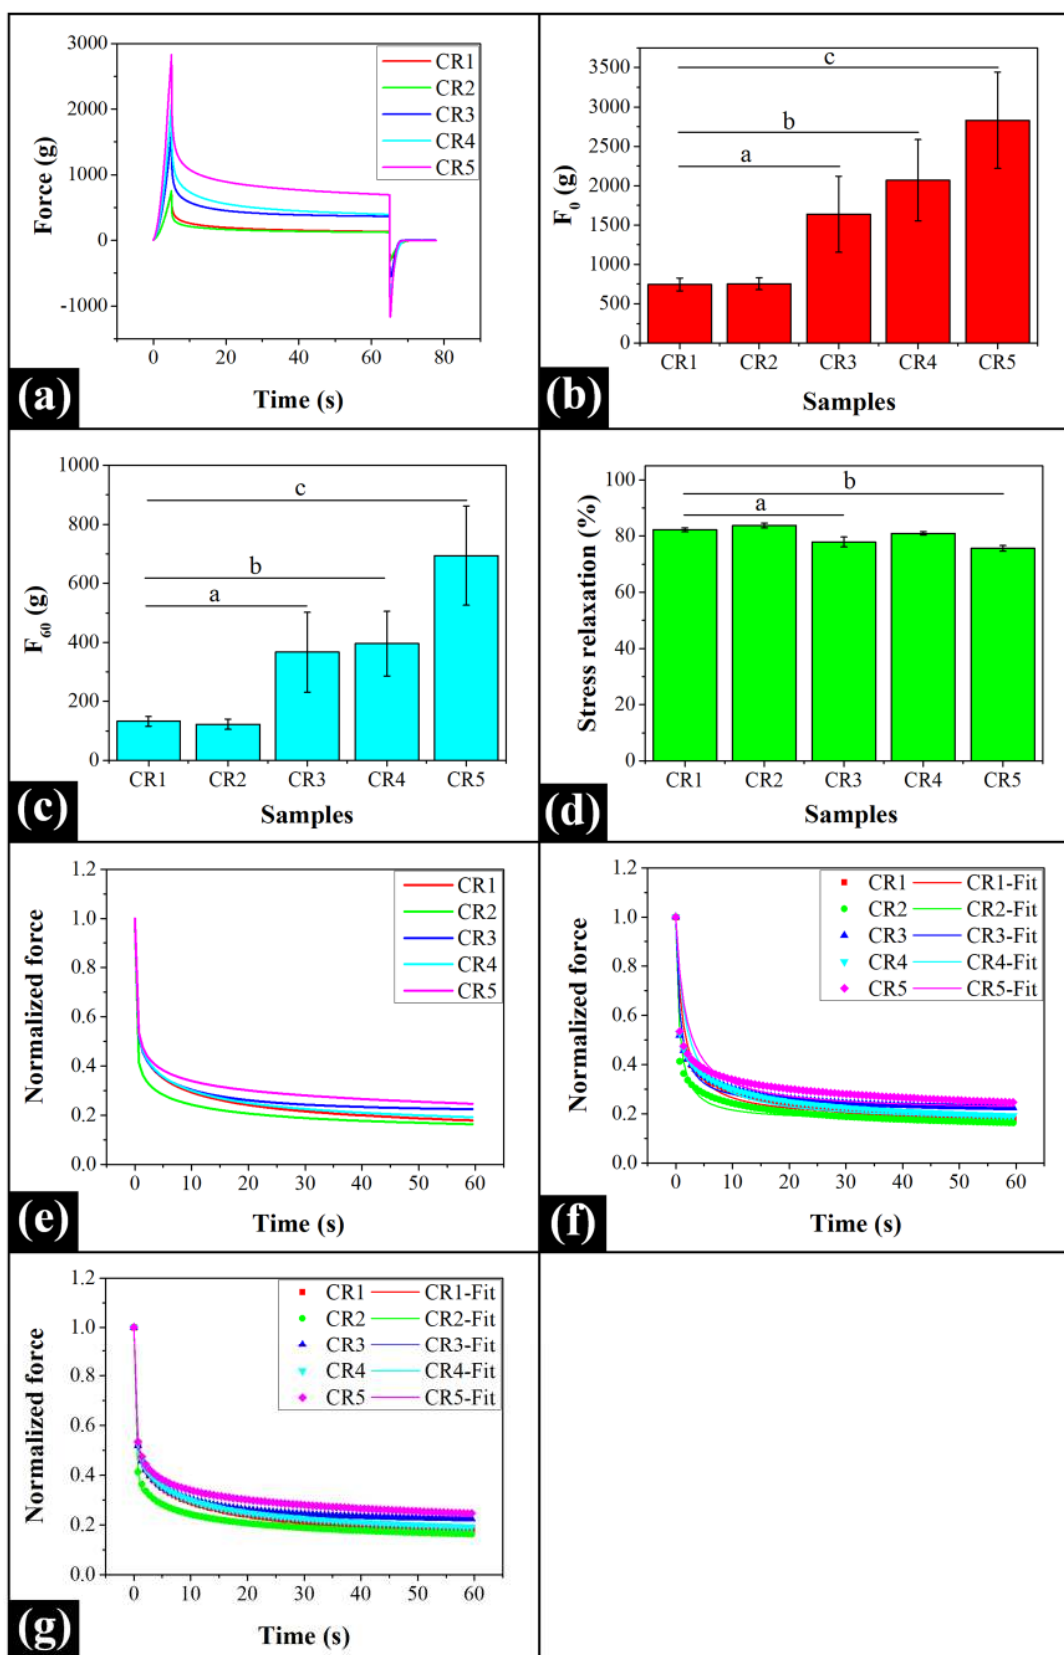 3000
2000
1000
0
-1000
Force (g)
0 20 40 60 80
Time (s)
CR1
CR2
CR3
CR4
CR5
(a)
3500
3000
2500
2000
1500
1000
500
0
F0 (g)
c
b
a
CR1 CR2 CR3 CR4 CR5
Samples
(b)
1000
800
600
400
200
0
F60 (g)
c
b
a
CR1 CR2 CR3 CR4 CR5
Samples
(c)
100
80
60
40
20
0
Stress relaxation (%)
b
a
CR1 CR2 CR3 CR4 CR5
Samples
(d)
1.2
1.0
0.8
0.6
0.4
0.2
0.0
Normalized force
0 10 20 30 40 50 60
Time (s)
CR1
CR2
CR3
CR4
CR5
(e)
1.2
1.0
0.8
0.6
0.4
0.2
0.0
Normalized force
0 10 20 30 40 50 60
Time (s)
CR1 CR1-Fit
CR2 CR2-Fit
CR3 CR3-Fit
CR4 CR4-Fit
CR5 CR5-Fit
(f)
1.2
1.0
0.8
0.6
0.4
0.2
0.0
Normalized force
0 10 20 30 40 50 60
Time (s)
CR1 CR1-Fit
CR2 CR2-Fit
CR3 CR3-Fit
CR4 CR4-Fit
CR5 CR5-Fit
(g)